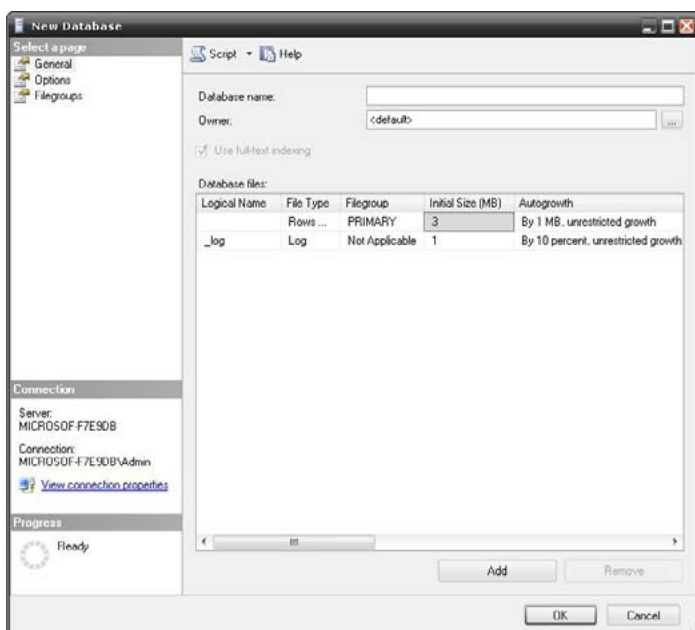 New Database
Select a page
General
Options
Filegroups
Script Help
Database name:
Owner: <default> ...
Use full-text indexing
Database files:
Logical Name File Type Filegroup Initial Size (MB) Autogrowth
Rows ... PRIMARY 3 By 1 MB, unrestricted growth
_log Log Not Applicable 1 By 10 percent, unrestricted growth
Connection
Server:
MICROSOF-F7E9DB
Connection:
MICROSOF-F7E9DB\Admin
View connection properties
Progress
Ready
Add Remove
OK Cancel